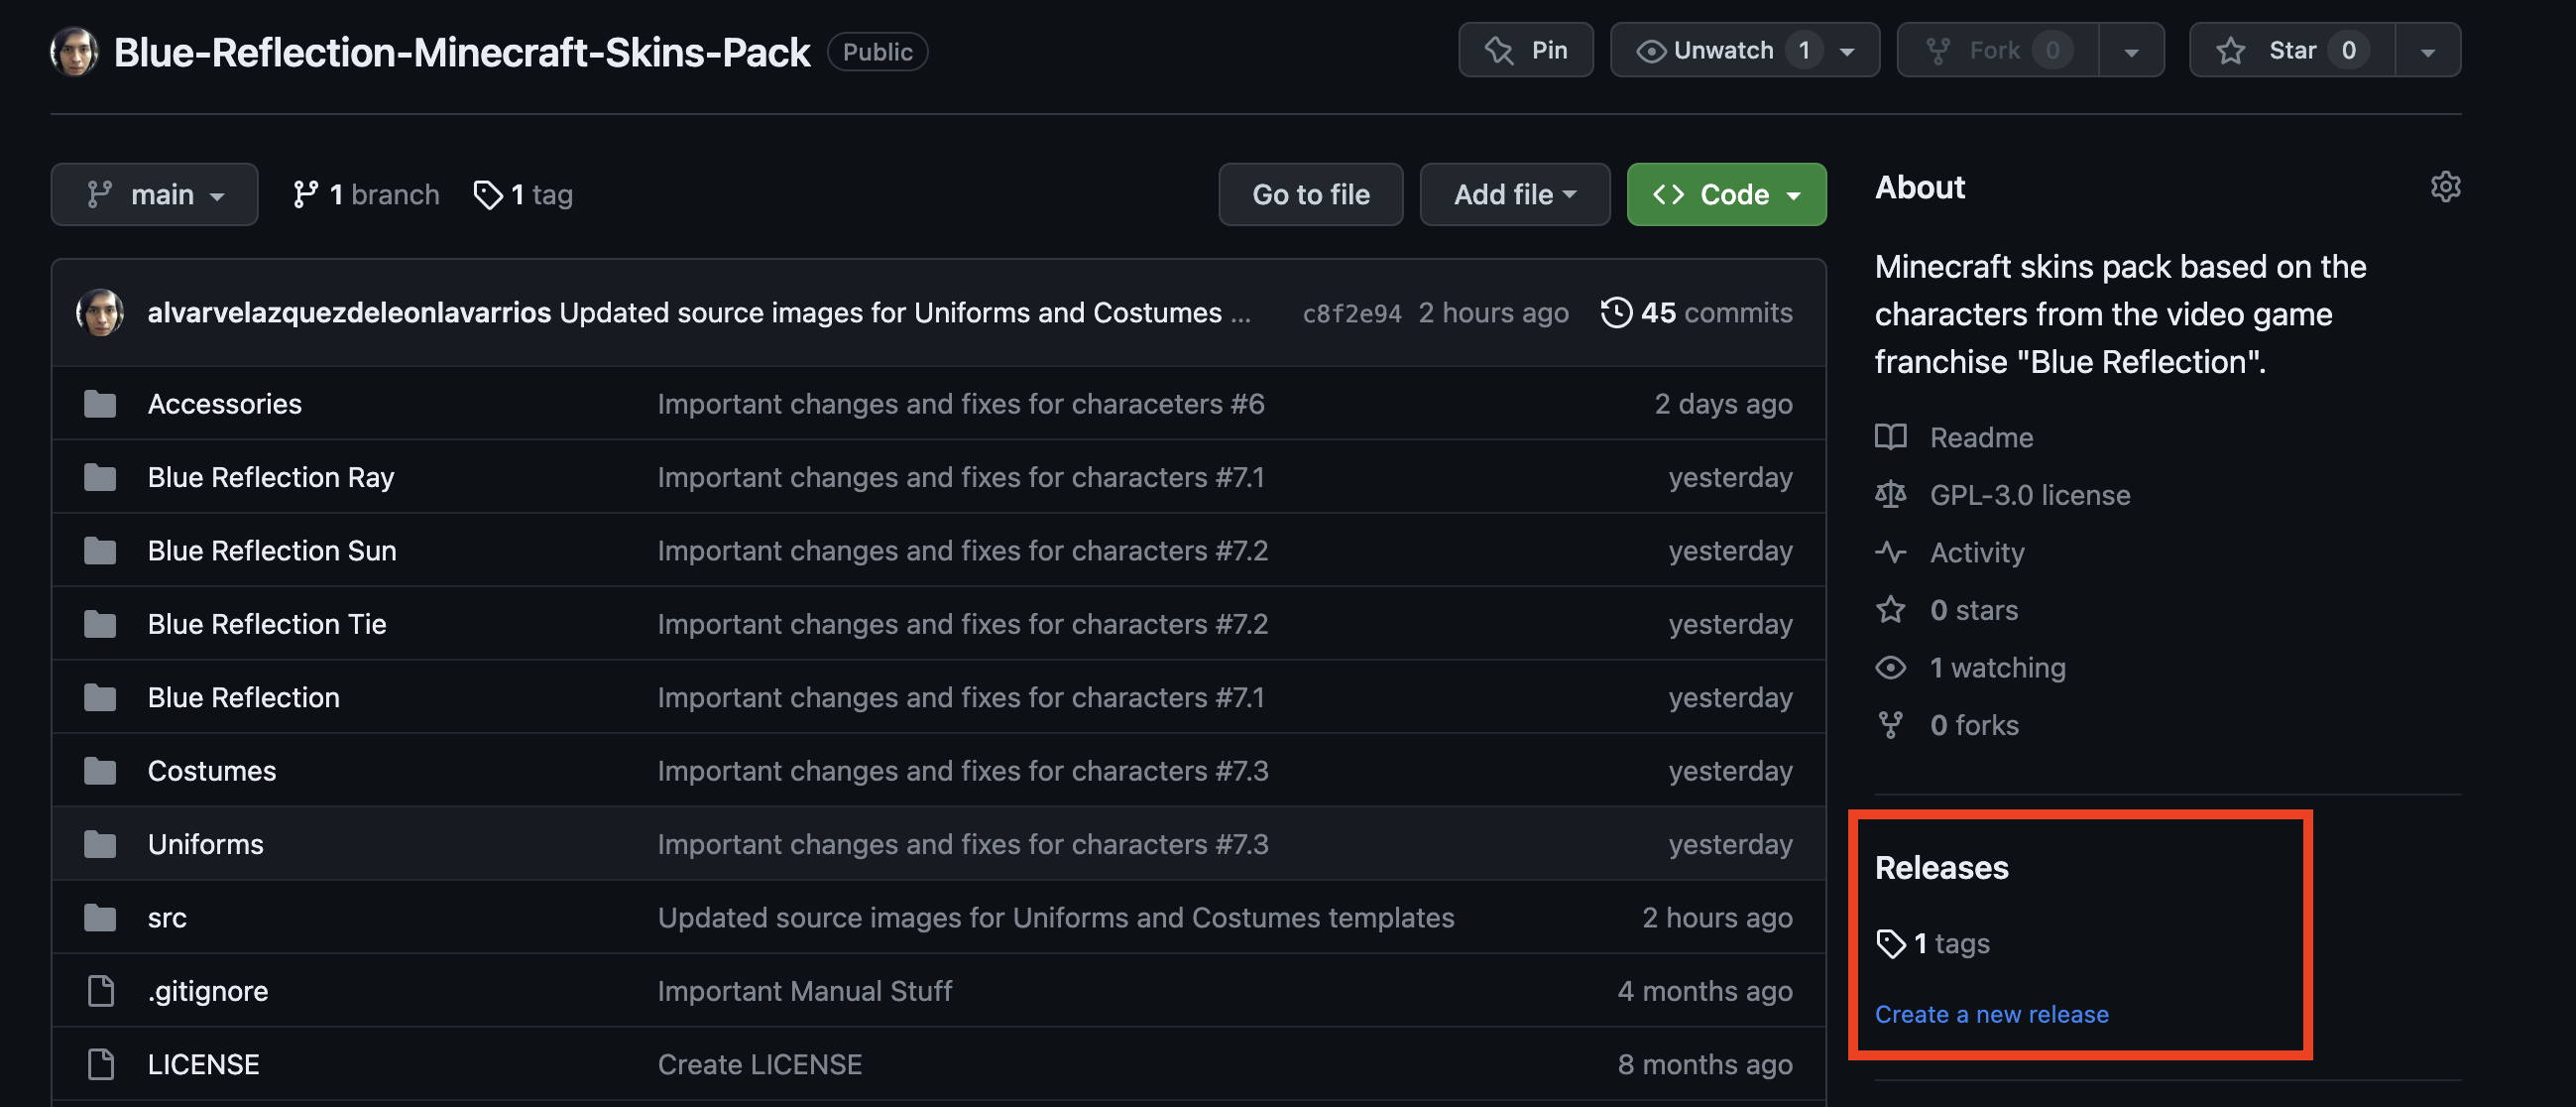 Blue-Reflection-Minecraft-Skins-Pack Public Pin Unwatch 1 Fork 0 Star 0
main 1 branch 1 tag Go to file Add file Code
alvarvelazquezdeleonlavarrios Updated source images for Uniforms and Costumes ... c8f2e94 2 hours ago 45 commits
Accessories Important changes and fixes for characeters #6 2 days ago
Blue Reflection Ray Important changes and fixes for characters #7.1 yesterday
Blue Reflection Sun Important changes and fixes for characters #7.2 yesterday
Blue Reflection Tie Important changes and fixes for characters #7.2 yesterday
Blue Reflection Important changes and fixes for characters #7.1 yesterday
Costumes Important changes and fixes for characters #7.3 yesterday
Uniforms Important changes and fixes for characters #7.3 yesterday
src Updated source images for Uniforms and Costumes templates 2 hours ago
.gitignore Important Manual Stuff 4 months ago
LICENSE Create LICENSE 8 months ago
About
Minecraft skins pack based on the
characters from the video game
franchise "Blue Reflection".
Readme
GPL-3.0 license
Activity
0 stars
1 watching
0 forks
Releases
1 tags
Create a new release